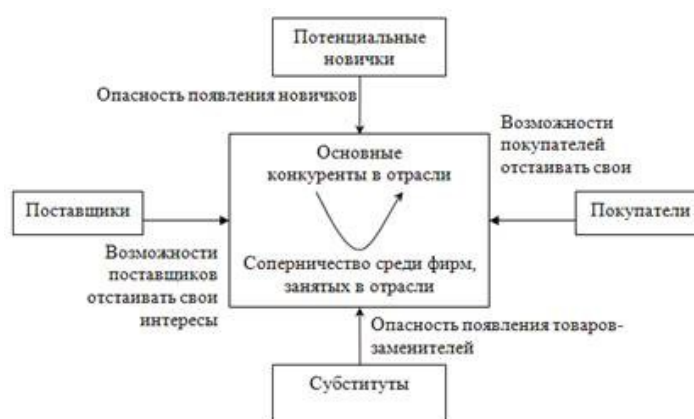 Потенциальные
новички
Опасность появления новичков
Возможности
покупателей
отстаивать свои
Основные
конкуренты в отрасли
Поставщики
Покупатели
Возможности
поставщиков
отстаивать свои
интересы
Соперничество среди фирм,
занятых в отрасли
Опасность появления товаров-
заменителей
Субституты